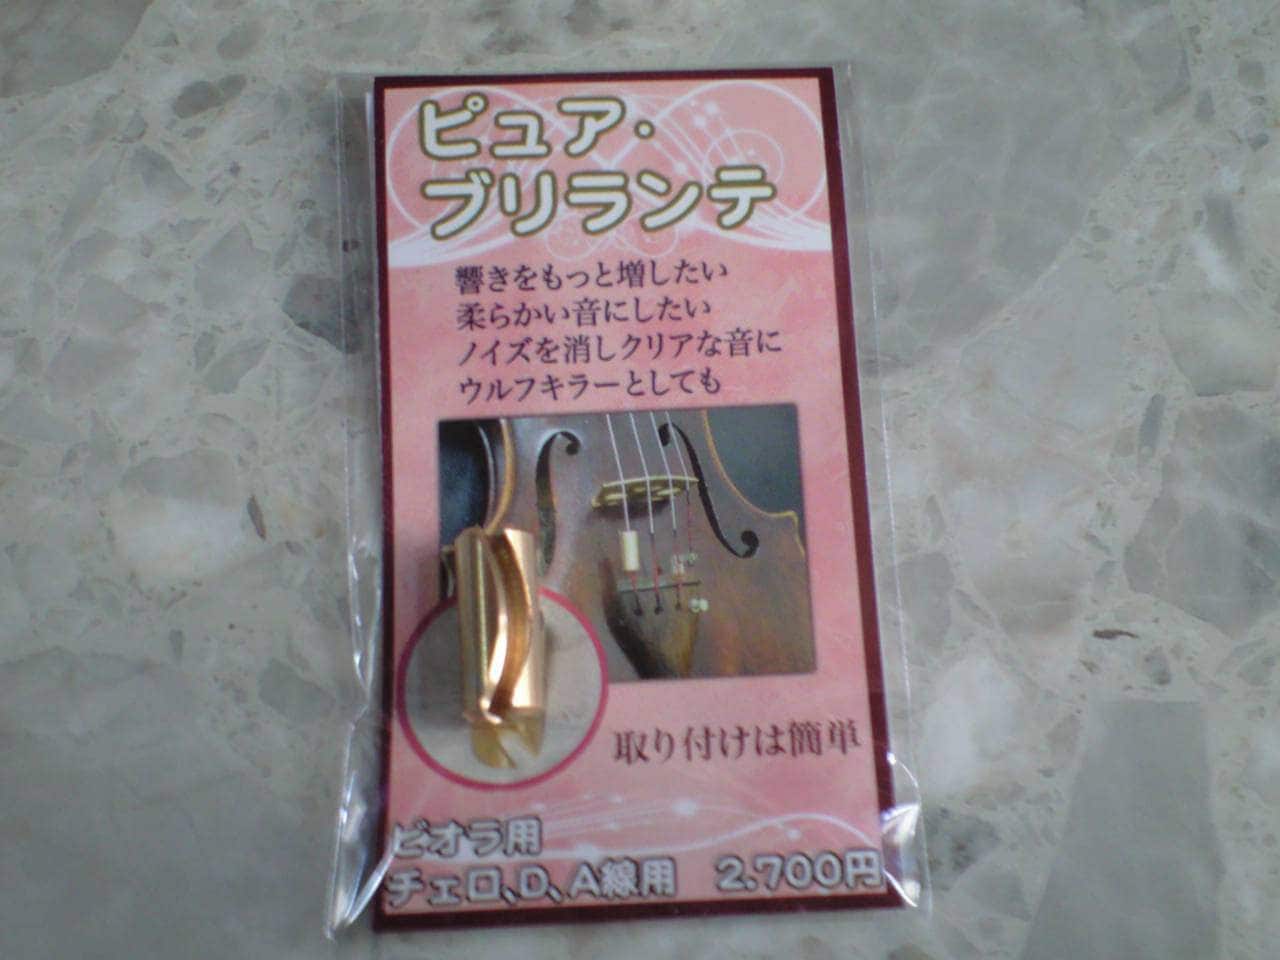 ピュア・
ブリランテ
響きをもっと増したい
柔らかい音にしたい
ノイズを消しクリアな音に
ウルフキラーとしても
取り付けは簡単
ビオラ用
チェロ、D、A線用　2.700円